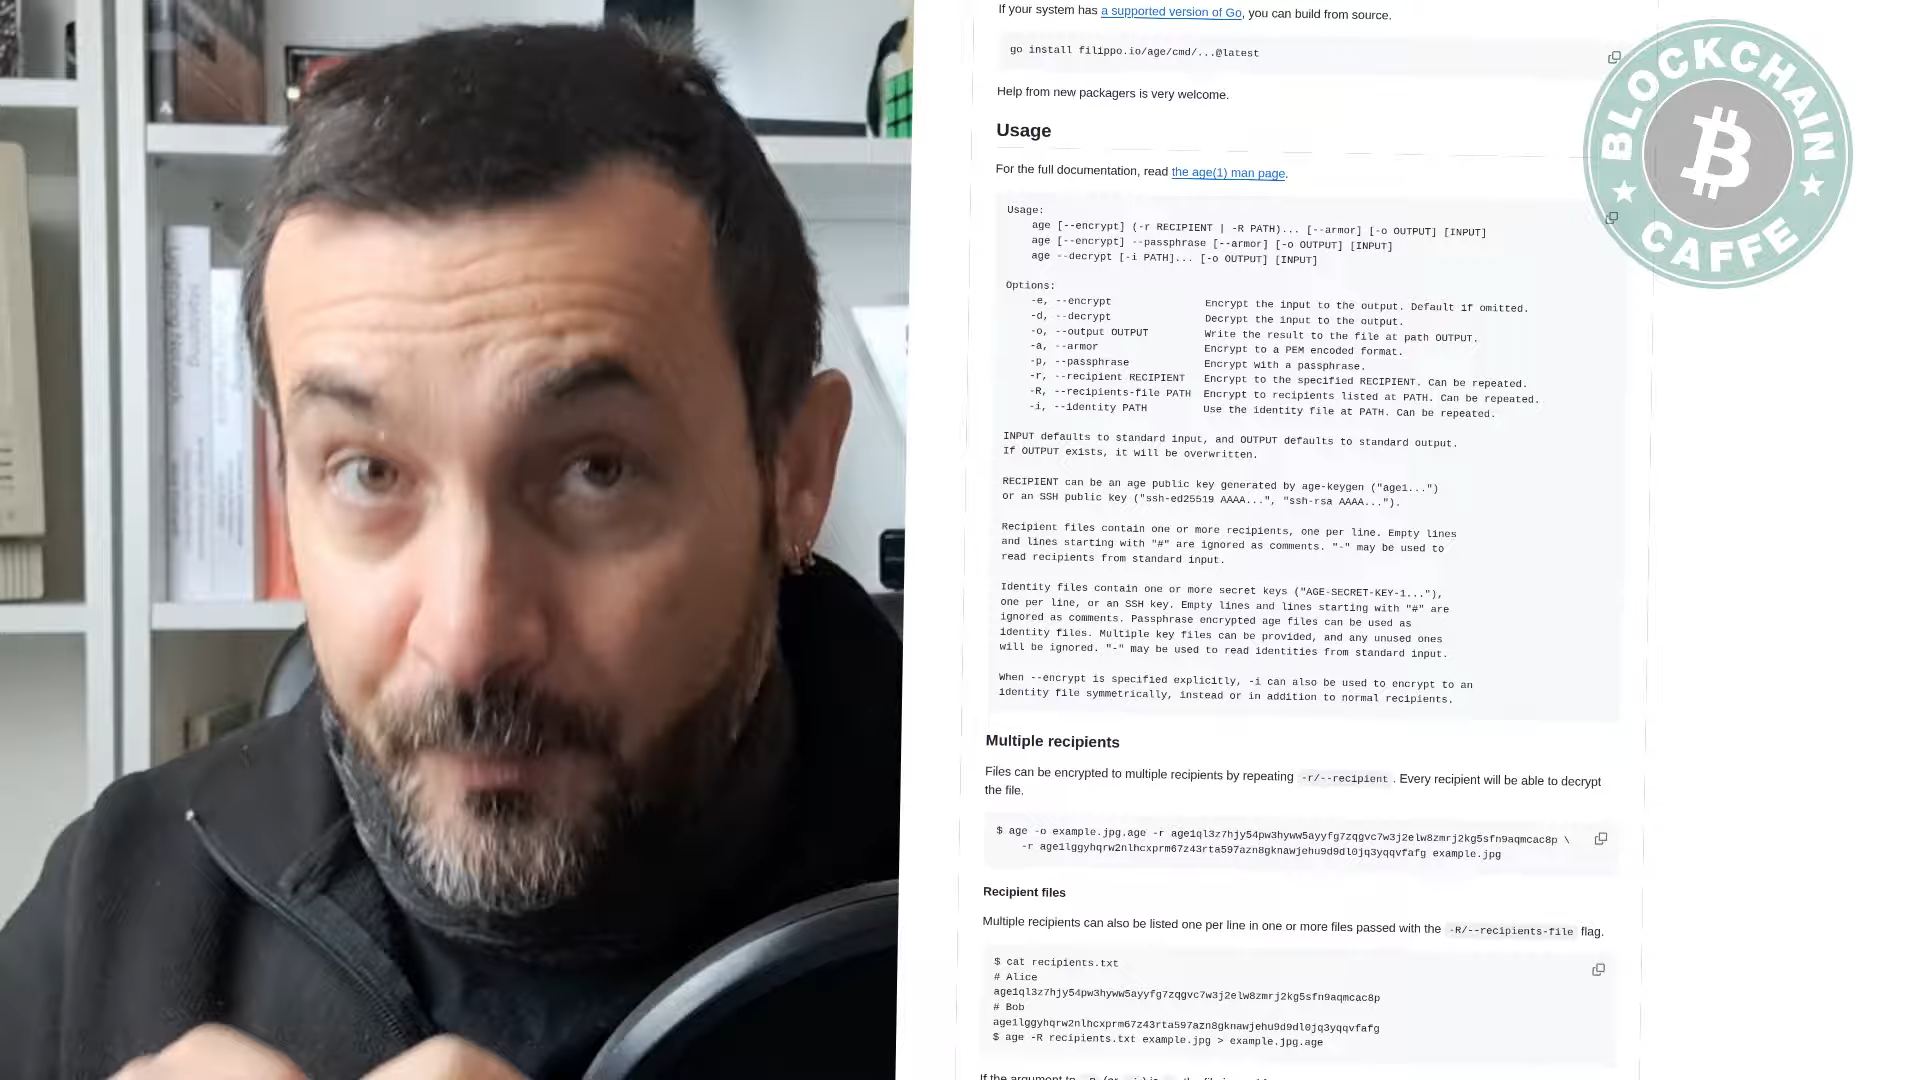 If your system has a supported version of Go, you can build from source.
go install filippo.io/age/cmd/...@latest
Help from new packagers is very welcome.
Usage
For the full documentation, read the age(1) man page.
Usage:
age [--encrypt] (-r RECIPIENT | -R PATH)... [--armor] [-o OUTPUT] [INPUT]
age [--encrypt] --passphrase [--armor] [-o OUTPUT] [INPUT]
age --decrypt [-i PATH]... [-o OUTPUT] [INPUT]
Options:
-e, --encrypt Encrypt the input to the output. Default if omitted.
-d, --decrypt Decrypt the input to the output.
-o, --output OUTPUT Write the result to the file at path OUTPUT.
-a, --armor Encrypt to a PEM encoded format.
-p, --passphrase Encrypt with a passphrase.
-r, --recipient RECIPIENT Encrypt to the specified RECIPIENT. Can be repeated.
-R, --recipients-file PATH Encrypt to recipients listed at PATH. Can be repeated.
-i, --identity PATH Use the identity file at PATH. Can be repeated.
INPUT defaults to standard input, and OUTPUT defaults to standard output.
If OUTPUT exists, it will be overwritten.
RECIPIENT can be an age public key generated by age-keygen ("age1...")
or an SSH public key ("ssh-ed25519 AAAA...", "ssh-rsa AAAA...").
Recipient files contain one or more recipients, one per line. Empty lines
and lines starting with "#" are ignored as comments. "-" may be used to
read recipients from standard input.
Identity files contain one or more secret keys ("AGE-SECRET-KEY-1..."),
one per line, or an SSH key. Empty lines and lines starting with "#" are
ignored as comments. Passphrase encrypted age files can be used as
identity files. Multiple key files can be provided, and any unused ones
will be ignored. "-" may be used to read identities from standard input.
When --encrypt is specified explicitly, -i can also be used to encrypt to an
identity file symmetrically, instead or in addition to normal recipients.
Multiple recipients
Files can be encrypted to multiple recipients by repeating -r/--recipient . Every recipient will be able to decrypt
the file.
$ age -o example.jpg.age -r age1ql3z7hjy54pw3hyww5ayyfg7zqgvc7w3j2elw8zmrj2kg5sfn9aqmcac8p \
-r age1lggyhqrw2nlhcxprm67z43rta597azn8gknawjehu9d9dl0jq3yqqvfafg example.jpg
Recipient files
Multiple recipients can also be listed one per line in one or more files passed with the -R/--recipients-file flag.
$ cat recipients.txt
# Alice
age1ql3z7hjy54pw3hyww5ayyfg7zqgvc7w3j2elw8zmrj2kg5sfn9aqmcac8p
# Bob
age1lggyhqrw2nlhcxprm67z43rta597azn8gknawjehu9d9dl0jq3yqqvfafg
$ age -R recipients.txt example.jpg > example.jpg.age
If the argument to
BLOCKCHAIN
CAFFE